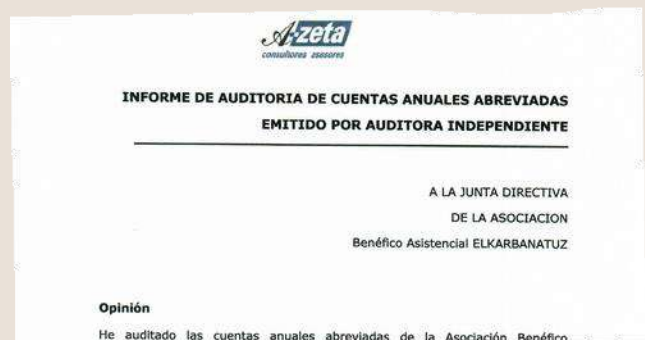 A-zeta
consultores asesores
INFORME DE AUDITORIA DE CUENTAS ANUALES ABREVIADAS
EMITIDO POR AUDITORA INDEPENDIENTE
A LA JUNTA DIRECTIVA
DE LA ASOCIACION
Benéfico Asistencial ELKARBANATUZ
Opinión
He auditado las cuentas anuales abreviadas de la Asociación Benéfico